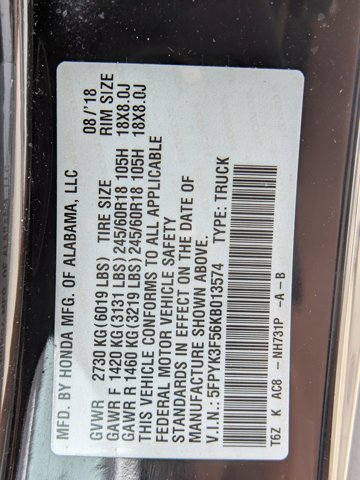 MFD. BY HONDA MFG. OF ALABAMA, LLC 08 /'18
GVWR 2730 KG (6019 LBS) TIRE SIZE RIM SIZE
GAWR F 1420 KG (3131 LBS) 245/60R18 105H 18X8.0J
GAWR R 1460 KG (3219 LBS) 245/60R18 105H 18X8.0J
THIS VEHICLE CONFORMS TO ALL APPLICABLE
FEDERAL MOTOR VEHICLE SAFETY
STANDARDS IN EFFECT ON THE DATE OF
MANUFACTURE SHOWN ABOVE.
V.I.N.: 5FPYK3F56KB013574 TYPE: TRUCK
T6Z K AC8 - NH731P -A -B